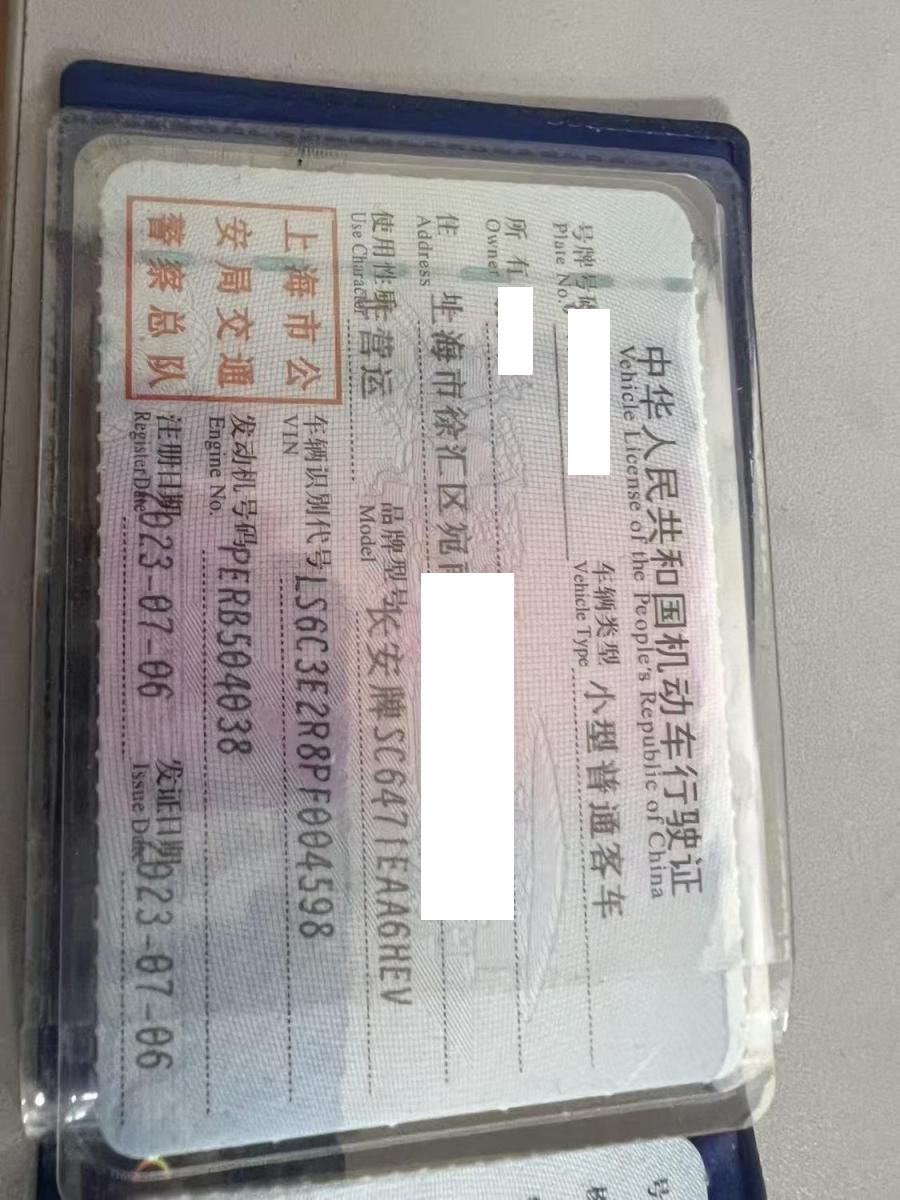 中华人民共和国机动车行驶证
Vehicle License of the People's Republic of China
号牌号码
Plate No.
车辆类型 小型普通客车
Vehicle Type
所有
Owner
住址 海市徐汇区宛
Address
使用性质 非营运
Use Character
品牌型号 长安牌SC6471EAA6HEV
Model
上海市公
安局交通
警察总队
车辆识别代号 LS6C3E2R8PF004598
VIN
发动机号码 PERB504038
Engine No.
注册日期 2023-07-06
Register Date
发证日期 2023-07-06
Issue Date
号